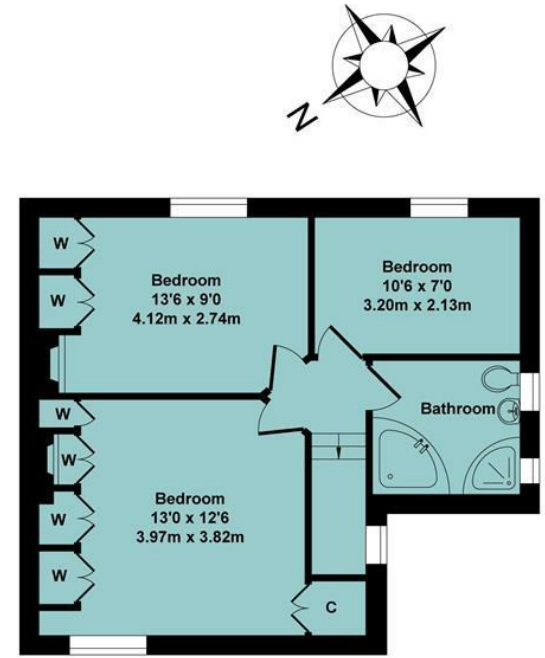 N
W
W
Bedroom
13'6 x 9'0
4.12m x 2.74m
Bedroom
10'6 x 7'0
3.20m x 2.13m
Bathroom
W
W
W
W
Bedroom
13'0 x 12'6
3.97m x 3.82m
C